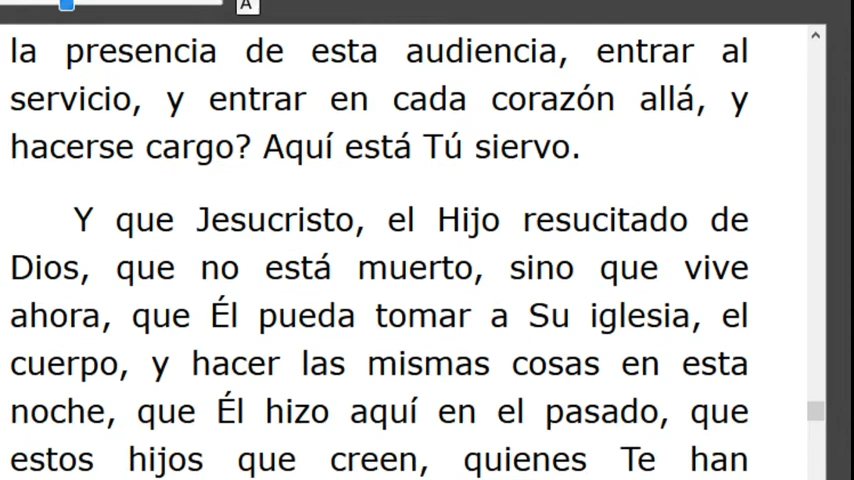 A
la presencia de esta audiencia, entrar al
servicio, y entrar en cada corazón allá, y
hacerse cargo? Aquí está Tú siervo.
Y que Jesucristo, el Hijo resucitado de
Dios, que no está muerto, sino que vive
ahora, que Él pueda tomar a Su iglesia, el
cuerpo, y hacer las mismas cosas en esta
noche, que Él hizo aquí en el pasado, que
estos hijos que creen, quienes Te han